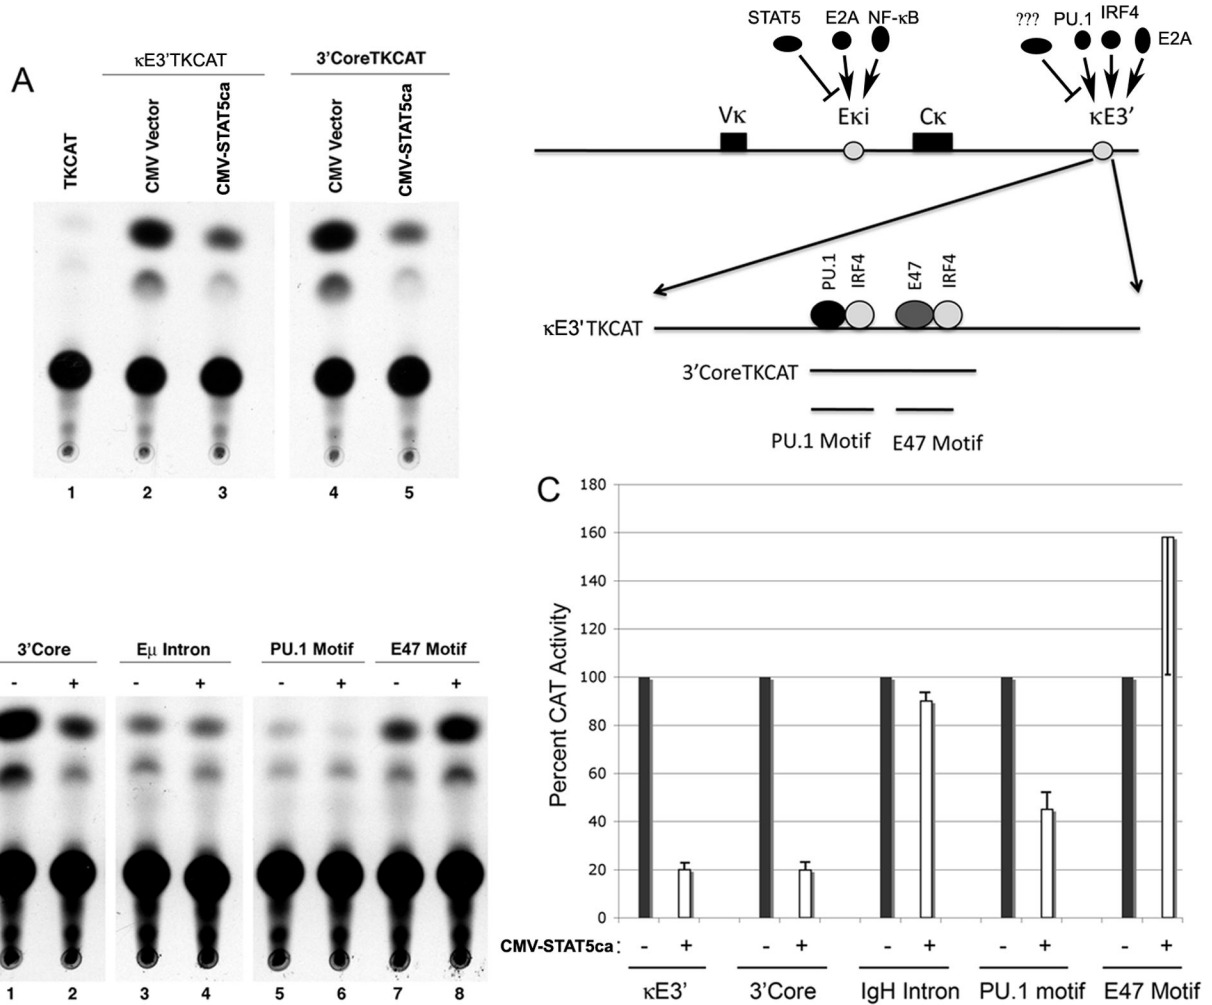 A
κE3'TKCAT
3'CoreTKCAT
TKCAT
CMV Vector
CMV-STAT5ca
CMV Vector
CMV-STAT5ca
1 2 3 4 5
STAT5 E2A NF-κB
??? PU.1 IRF4 E2A
Vκ Eκi Cκ κE3'
PU.1 IRF4 E47 IRF4
κE3'TKCAT
3'CoreTKCAT
PU.1 Motif E47 Motif
3'Core Eμ Intron PU.1 Motif E47 Motif
- + - + - + - +
1 2 3 4 5 6 7 8
C
Percent CAT Activity
180
160
140
120
100
80
60
40
20
0
CMV-STAT5ca: - + - + - + - + - +
κE3' 3'Core IgH Intron PU.1 motif E47 Motif